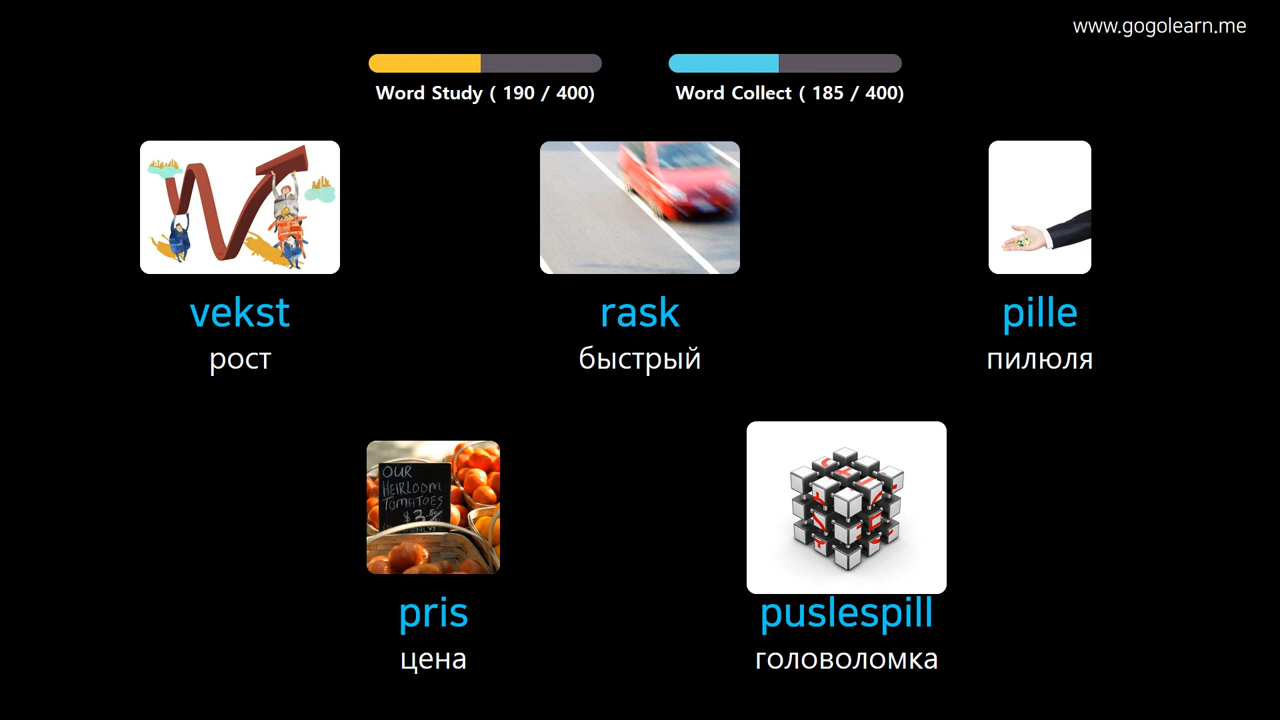 www.gogolearn.me
Word Study ( 190 / 400)
Word Collect ( 185 / 400)
vekst
рост
rask
быстрый
pille
пилюля
OUR
HEIRLOOM
TOMATOES
pris
цена
puslespill
головоломка